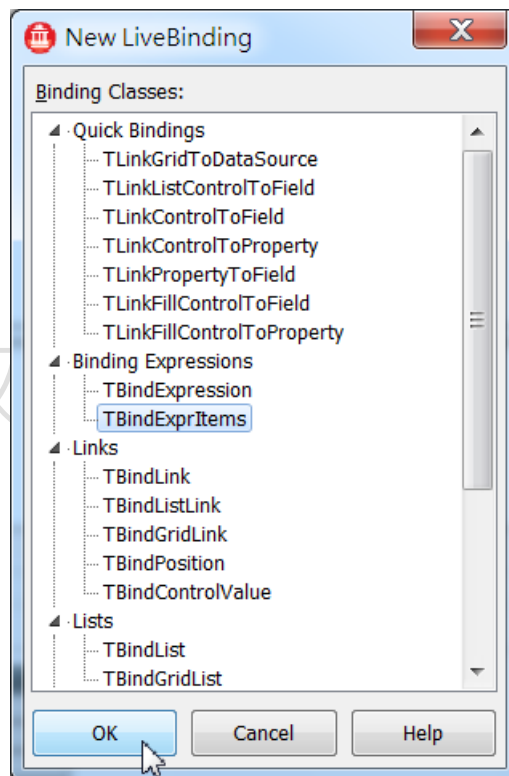 New LiveBinding
Binding Classes:
Quick Bindings
TLinkGridToDataSource
TLinkListControlToField
TLinkControlToField
TLinkControlToProperty
TLinkPropertyToField
TLinkFillControlToField
TLinkFillControlToProperty
Binding Expressions
TBindExpression
TBindExprItems
Links
TBindLink
TBindListLink
TBindGridLink
TBindPosition
TBindControlValue
Lists
TBindList
TBindGridList
OK Cancel Help